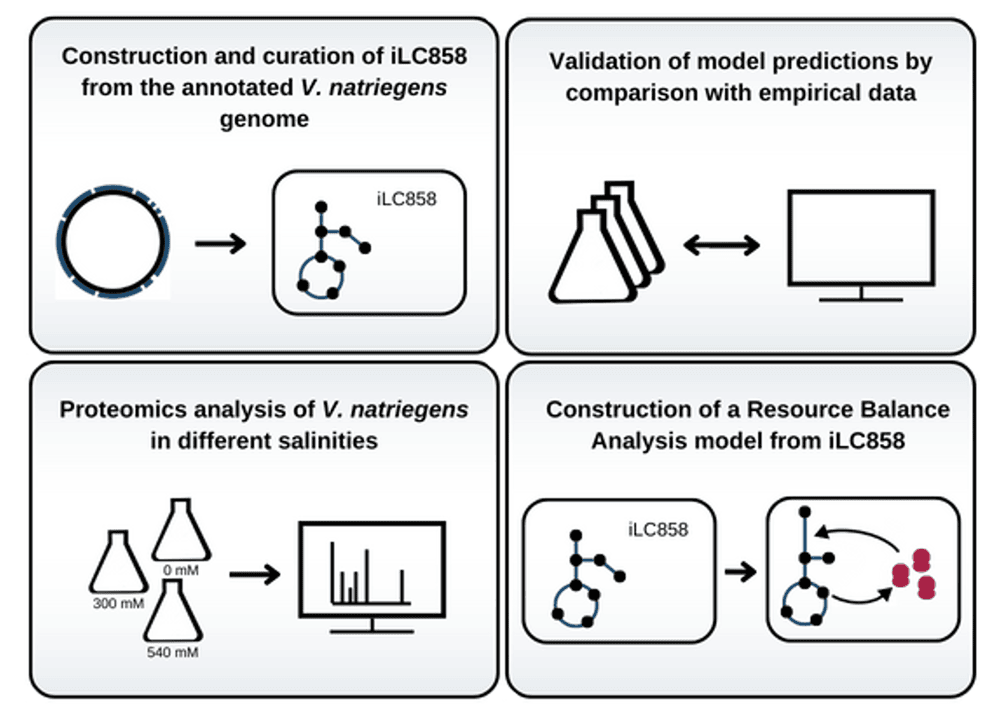 Construction and curation of iLC858
from the annotated V. natriegens
genome
iLC858
Validation of model predictions by
comparison with empirical data
Proteomics analysis of V. natriegens
in different salinities
0 mM
300 mM
540 mM
Construction of a Resource Balance
Analysis model from iLC858
iLC858